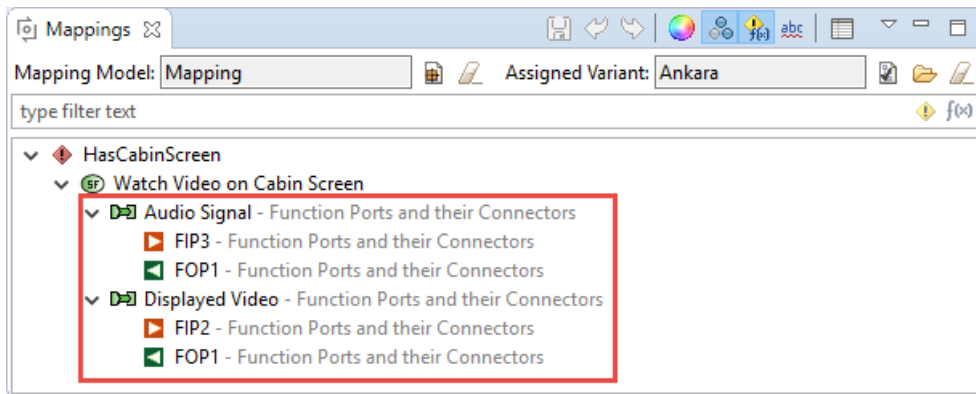 Mappings
abc
Mapping Model: Mapping Assigned Variant: Ankara
type filter text f(x)
HasCabinScreen
SF Watch Video on Cabin Screen
Audio Signal - Function Ports and their Connectors
FIP3 - Function Ports and their Connectors
FOP1 - Function Ports and their Connectors
Displayed Video - Function Ports and their Connectors
FIP2 - Function Ports and their Connectors
FOP1 - Function Ports and their Connectors